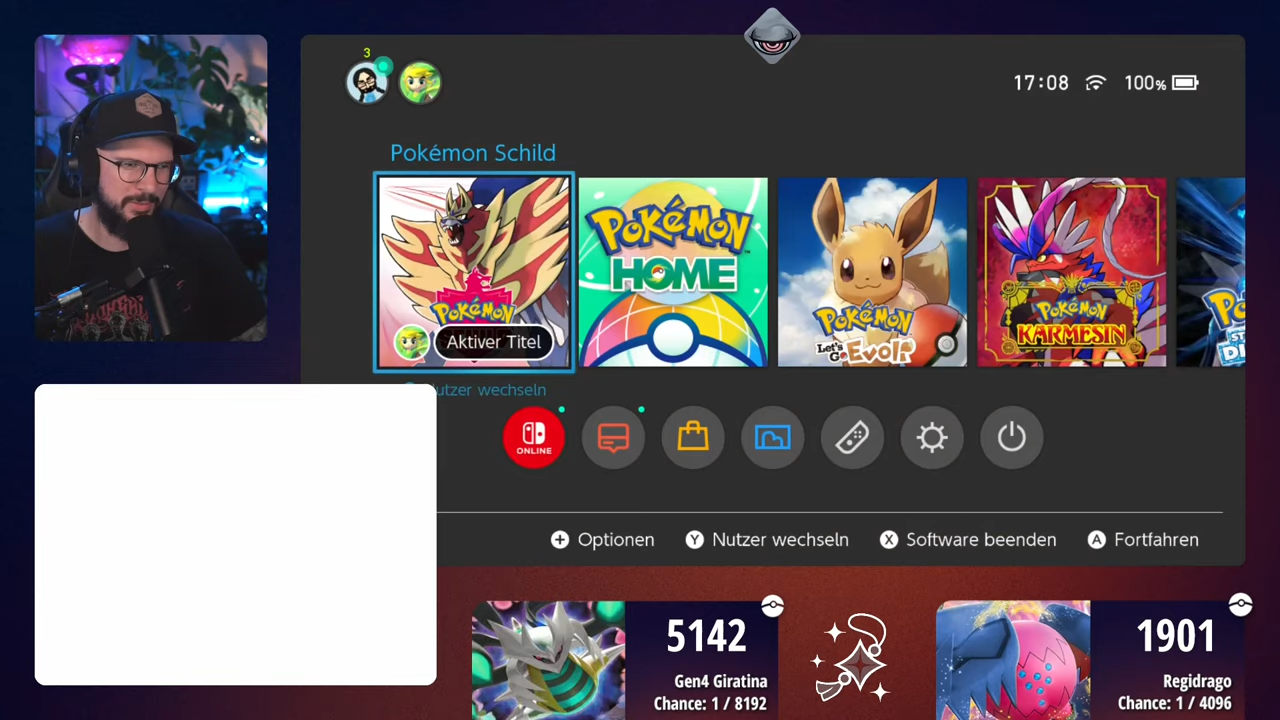 3
17:08
100%
Pokémon Schild
POKÉMON
Aktiver Titel
POKÉMON
HOME
POKÉMON
Let's Go Evoli
POKÉMON
KARMESIN
Nutzer wechseln
ONLINE
+ Optionen
Y Nutzer wechseln
X Software beenden
A Fortfahren
5142
Gen4 Giratina
Chance: 1 / 8192
1901
Regidrago
Chance: 1 / 4096